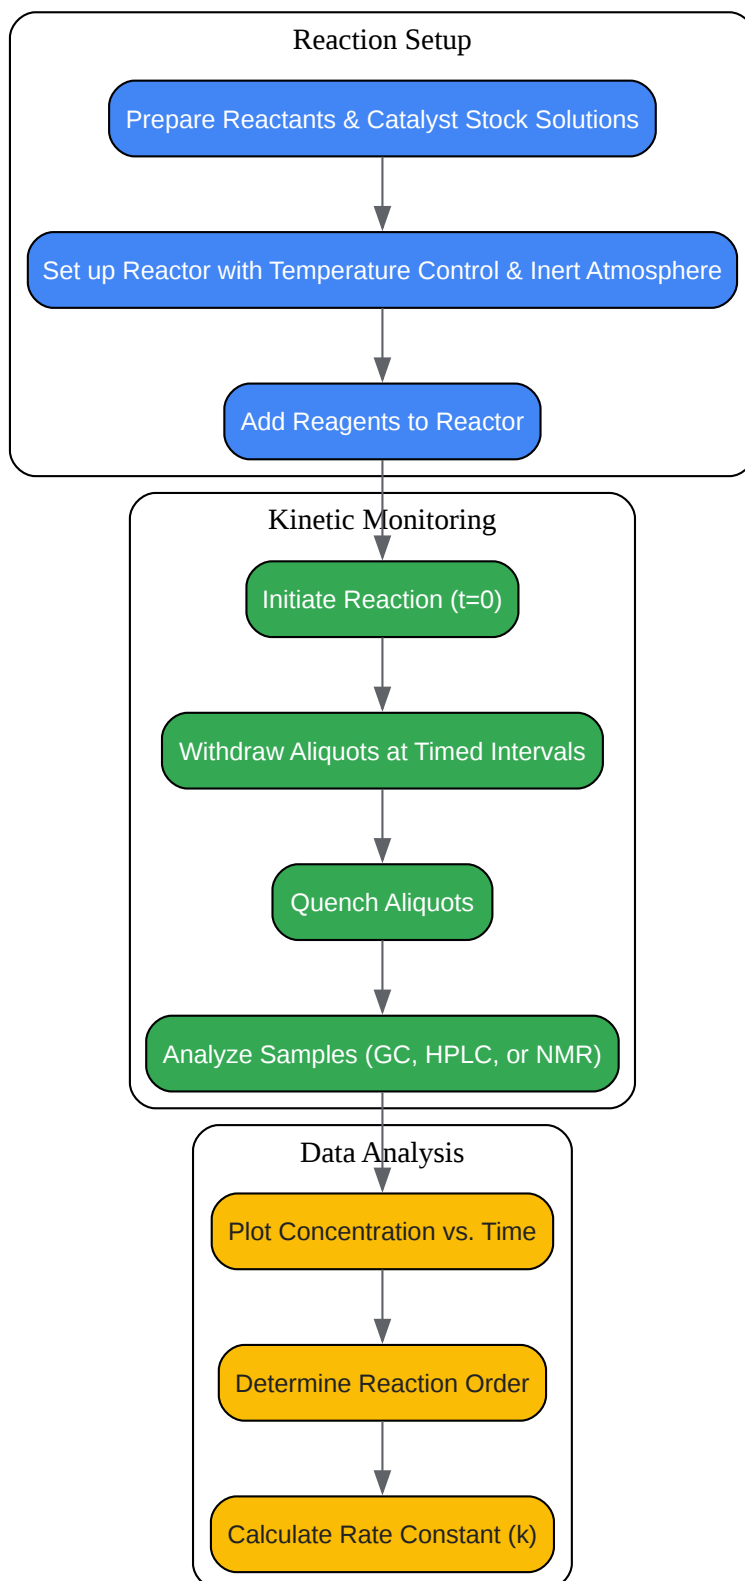 Reaction Setup
Prepare Reactants & Catalyst Stock Solutions
Set up Reactor with Temperature Control & Inert Atmosphere
Add Reagents to Reactor
Kinetic Monitoring
Initiate Reaction (t=0)
Withdraw Aliquots at Timed Intervals
Quench Aliquots
Analyze Samples (GC, HPLC, or NMR)
Data Analysis
Plot Concentration vs. Time
Determine Reaction Order
Calculate Rate Constant (k)